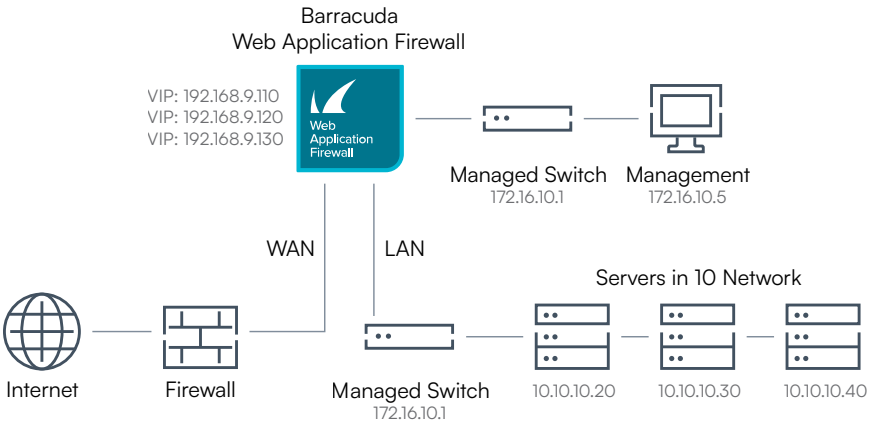 Barracuda
Web Application Firewall
VIP: 192.168.9.110
VIP: 192.168.9.120
VIP: 192.168.9.130
Web
Application
Firewall
Managed Switch
172.16.10.1
Management
172.16.10.5
WAN
LAN
Servers in 10 Network
Internet
Firewall
Managed Switch
172.16.10.1
10.10.10.20
10.10.10.30
10.10.10.40